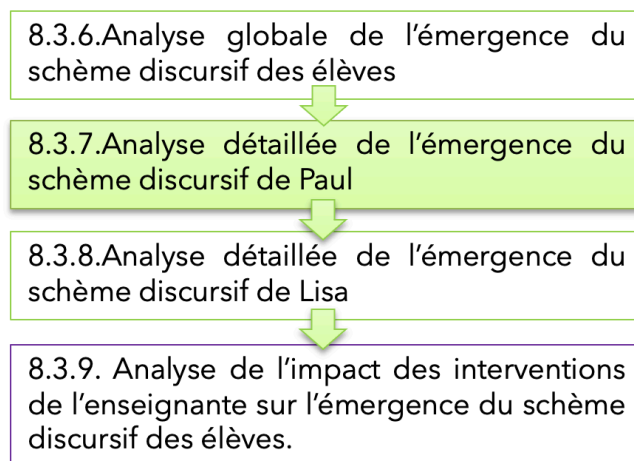 8.3.6.Analyse globale de l’émergence du
schème discursif des élèves
8.3.7.Analyse détaillée de l’émergence du
schème discursif de Paul
8.3.8.Analyse détaillée de l’émergence du
schème discursif de Lisa
8.3.9. Analyse de l’impact des interventions
de l’enseignante sur l’émergence du schème
discursif des élèves.